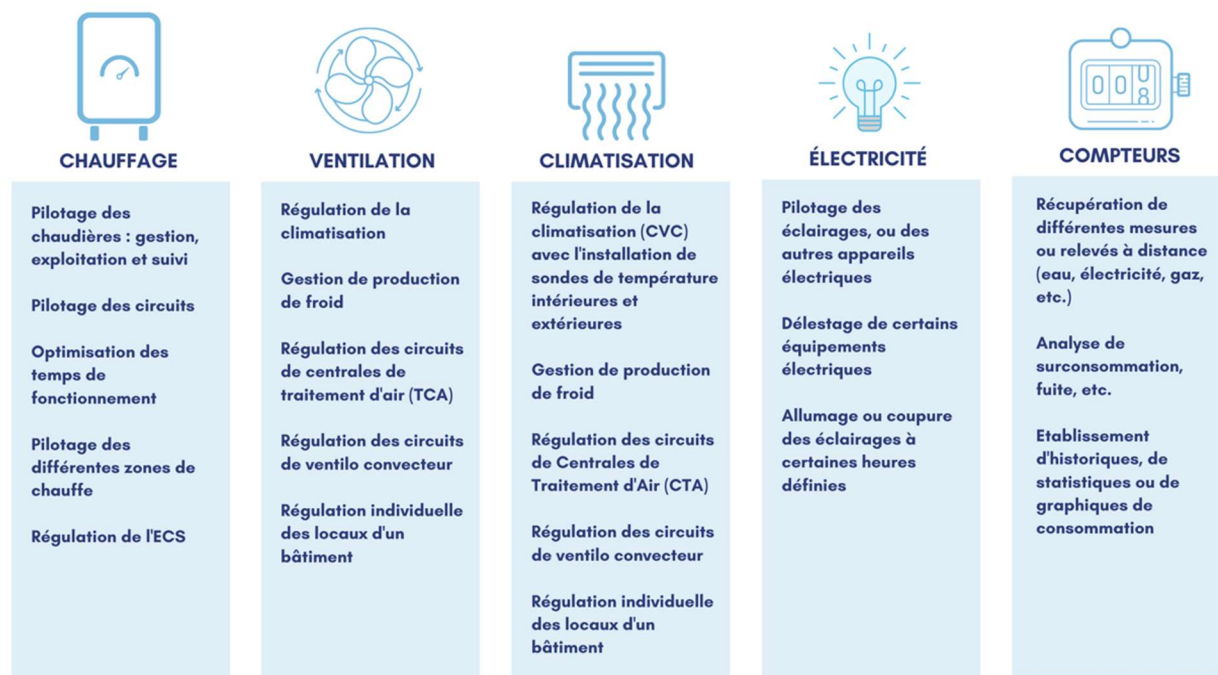 CHAUFFAGE
Pilotage des
chaudières : gestion,
exploitation et suivi
Pilotage des circuits
Optimisation des
temps de
fonctionnement
Pilotage des
différentes zones de
chauffe
Régulation de l'ECS
VENTILATION
Régulation de la
climatisation
Gestion de production
de froid
Régulation des circuits
de centrales de
traitement d'air (TCA)
Régulation des circuits
de ventilo convecteur
Régulation individuelle
des locaux d'un
bâtiment
CLIMATISATION
Régulation de la
climatisation (CVC)
avec l'installation de
sondes de température
intérieures et
extérieures
Gestion de production
de froid
Régulation des circuits
de Centrales de
Traitement d'Air (CTA)
Régulation des circuits
de ventilo convecteur
Régulation individuelle
des locaux d'un
bâtiment
ÉLECTRICITÉ
Pilotage des
éclairages, ou des
autres appareils
électriques
Délestage de certains
équipements
électriques
Allumage ou coupure
des éclairages à
certaines heures
définies
COMPTEURS
Récupération de
différentes mesures
ou relevés à distance
(eau, électricité, gaz,
etc.)
Analyse de
surconsommation,
fuite, etc.
Etablissement
d'historiques, de
statistiques ou de
graphiques de
consommation